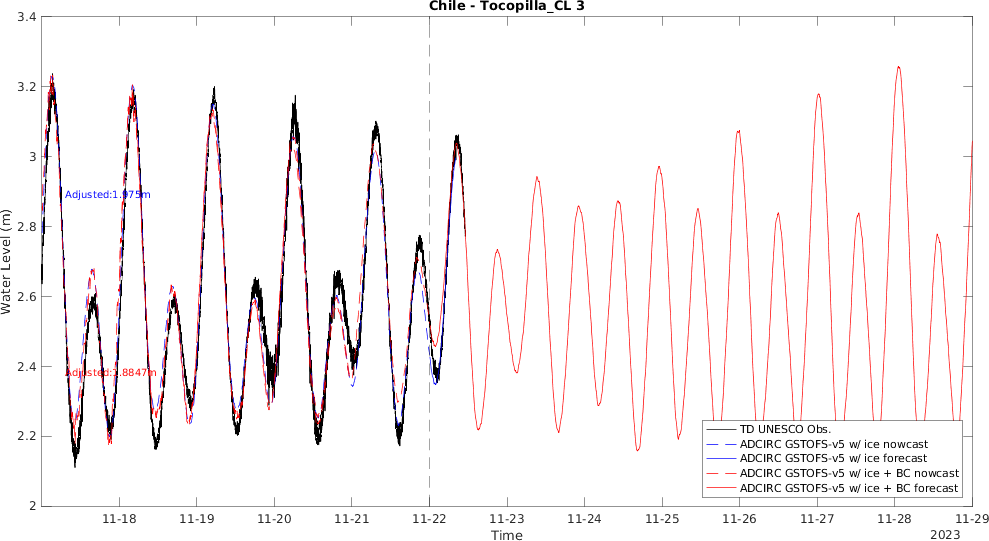 Chile - Tocopilla_CL 3
3.4
3.2
3
2.8
2.6
2.4
2.2
2
Water Level (m)
Adjusted:1.975m
Adjusted:1.8847m
TD UNESCO Obs.
ADCIRC GSTOFS-v5 w/ ice nowcast
ADCIRC GSTOFS-v5 w/ ice forecast
ADCIRC GSTOFS-v5 w/ ice + BC nowcast
ADCIRC GSTOFS-v5 w/ ice + BC forecast
11-18 11-19 11-20 11-21 11-22 11-23 11-24 11-25 11-26 11-27 11-28 11-29
Time
2023